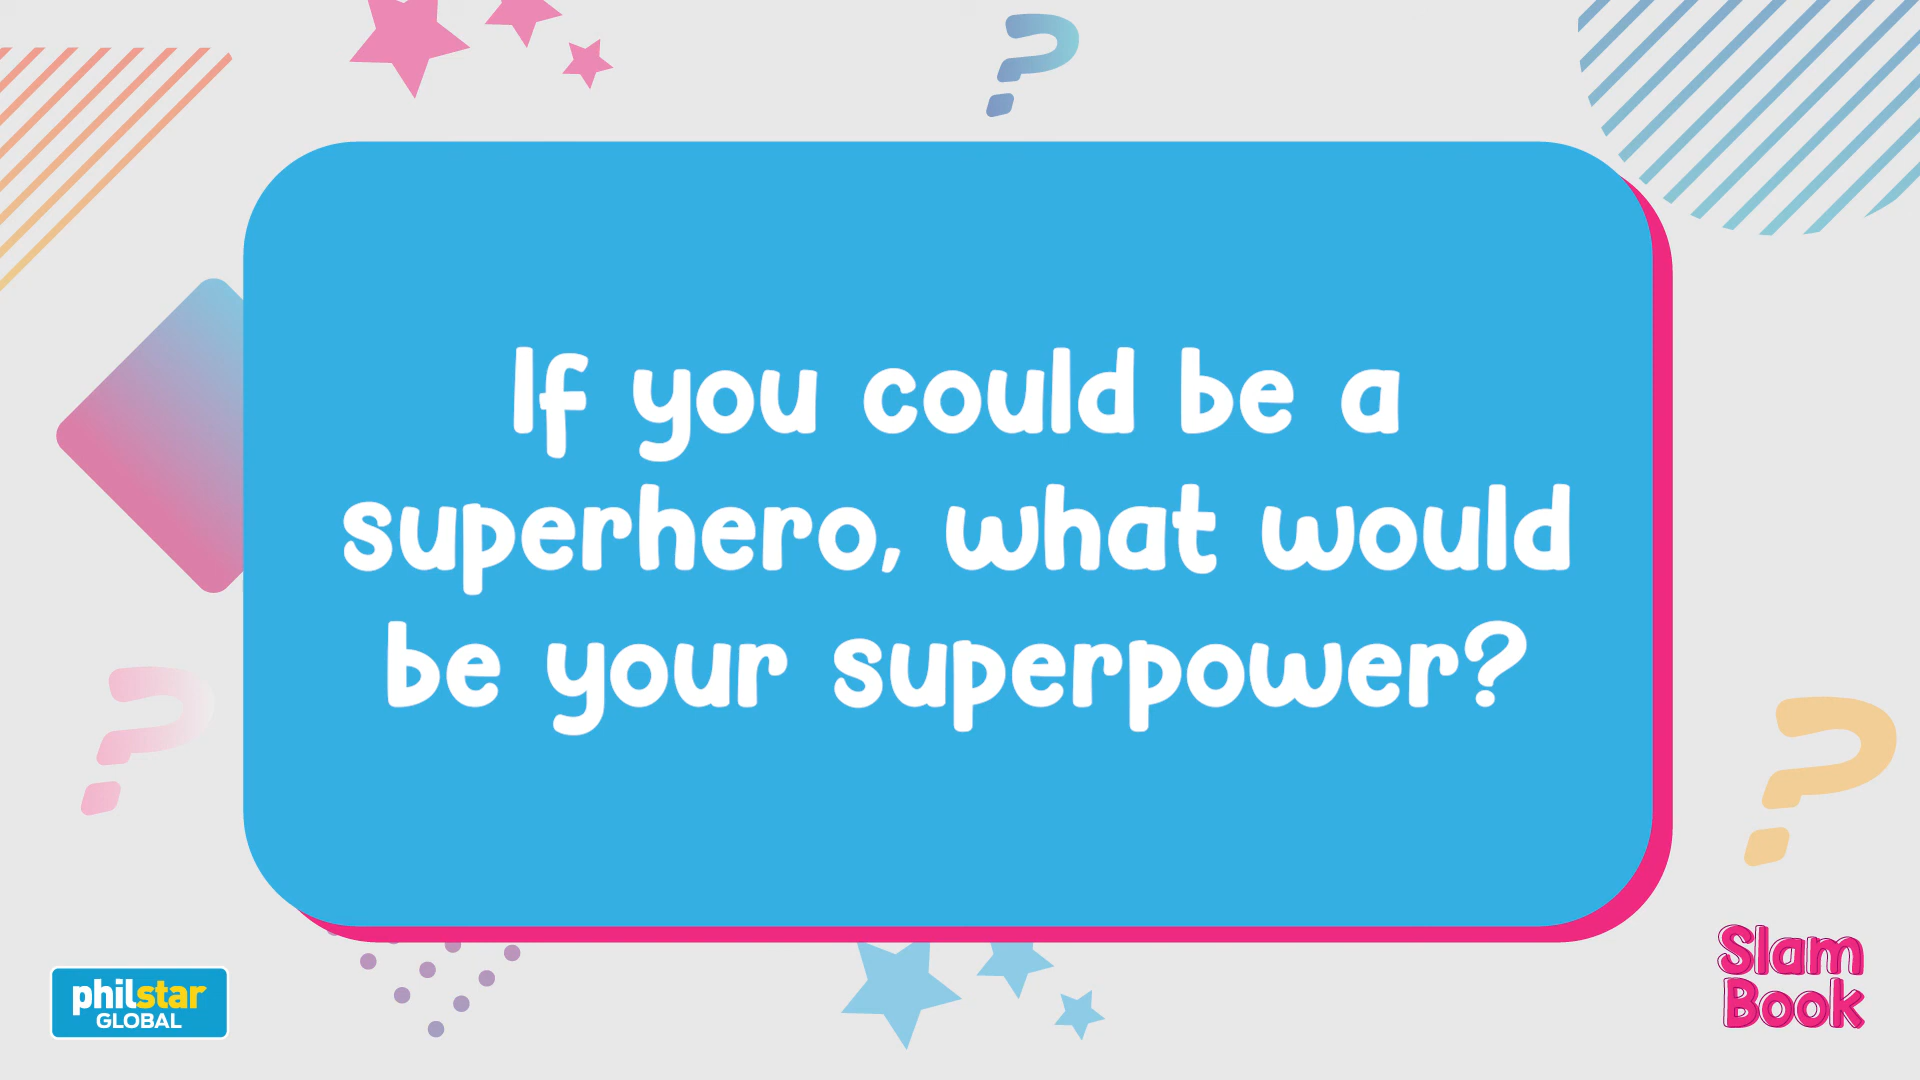 If you could be a
superhero, what would
be your superpower?
philstar
GLOBAL
Slam
Book